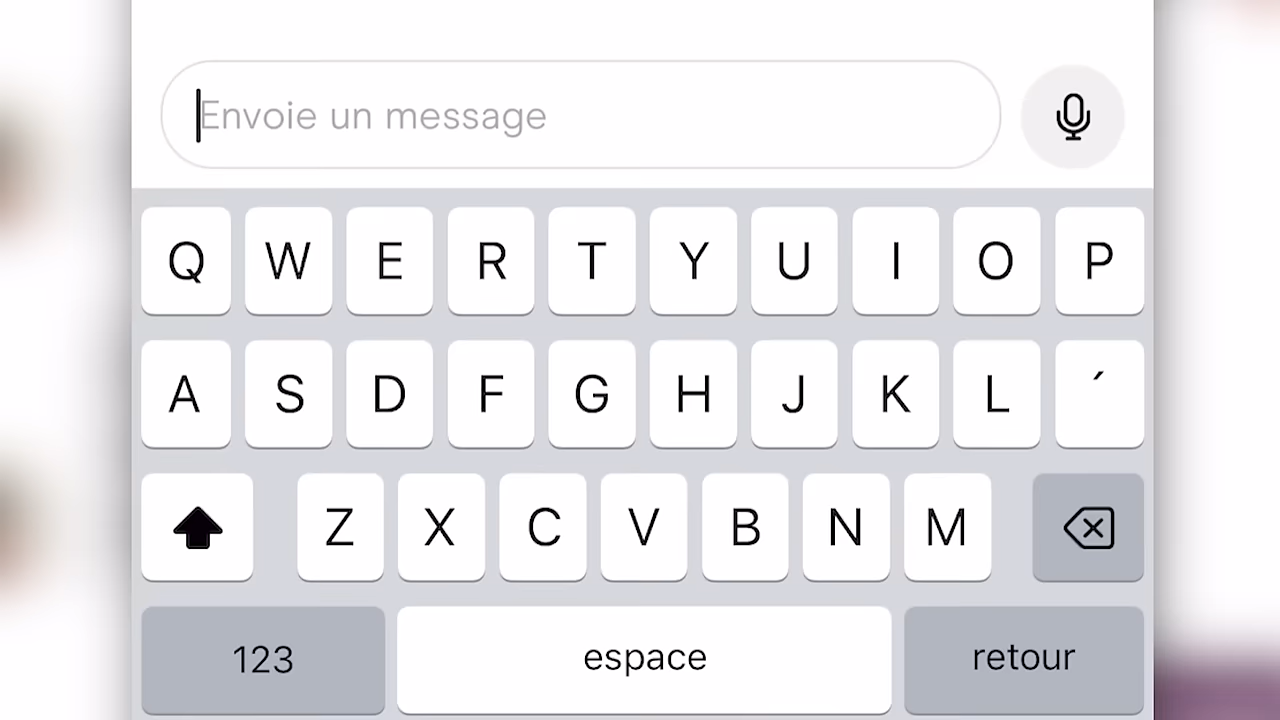 Envoie un message
Q W E R T Y U I O P
A S D F G H J K L ´
Z X C V B N M
123 espace retour